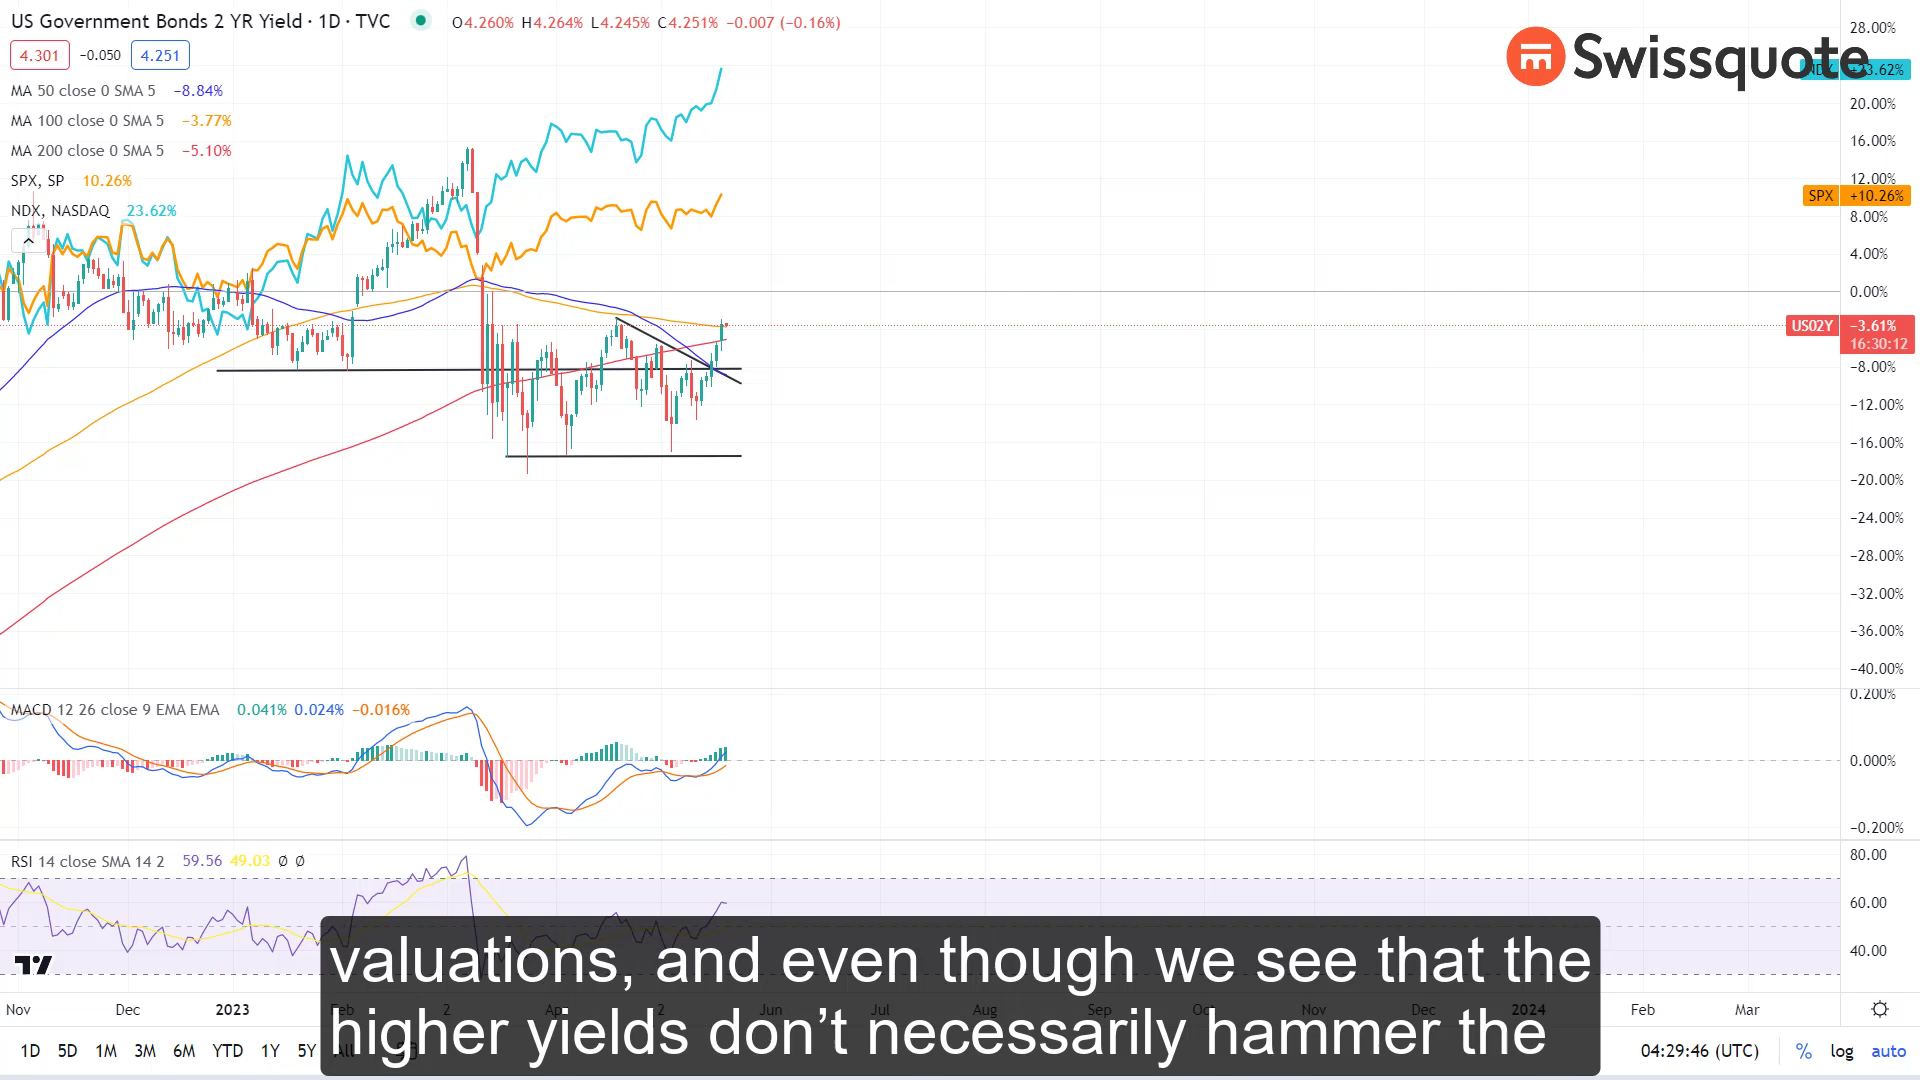 US Government Bonds 2 YR Yield · 1D · TVC
O4.260% H4.264% L4.245% C4.251% −0.007 (−0.16%)
4.301 −0.050 4.251
MA 50 close 0 SMA 5 −8.84%
MA 100 close 0 SMA 5 −3.77%
MA 200 close 0 SMA 5 −5.10%
SPX, SP 10.26%
NDX, NASDAQ 23.62%
Swissquote
28.00%
NDX +23.62%
20.00%
16.00%
12.00%
SPX +10.26%
8.00%
4.00%
0.00%
US02Y −3.61%
16:30:12
−8.00%
−12.00%
−16.00%
−20.00%
−24.00%
−28.00%
−32.00%
−36.00%
−40.00%
MACD 12 26 close 9 EMA EMA 0.041% 0.024% −0.016%
0.200%
0.000%
−0.200%
RSI 14 close SMA 14 2 59.56 49.03 Ø Ø
80.00
60.00
40.00
valuations, and even though we see that the
higher yields don’t necessarily hammer the
Nov Dec 2023 Feb 2 Apr 2 Jun Jul Aug Sep Oct Nov Dec 2024 Feb Mar
1D 5D 1M 3M 6M YTD 1Y 5Y All
04:29:46 (UTC) % log auto